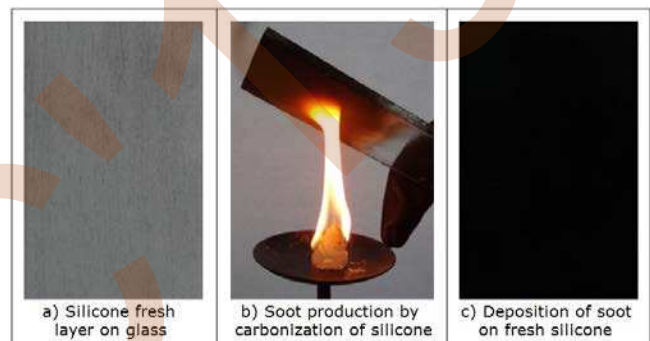 a) Silicone fresh
layer on glass
b) Soot production by
carbonization of silicone
c) Deposition of soot
on fresh silicone